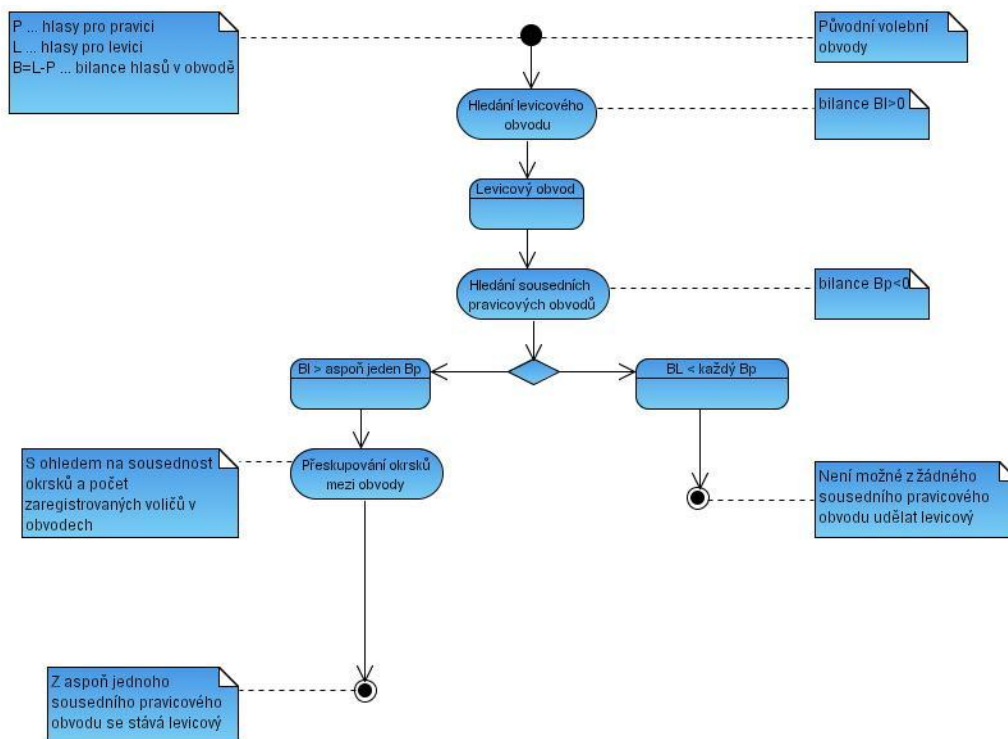 P ... hlasy pro pravici
L ... hlasy pro levici
B=L-P ... bilance hlasů v obvodě
Původní volební
obvody
Hledání levicového
obvodu
bilance Bl>0
Levicový obvod
Hledání sousedních
pravicových obvodů
bilance Bp<0
Bl > aspoň jeden Bp
BL < každý Bp
S ohledem na sousednost
okrsků a počet
zaregistrovaných voličů v
obvodech
Přeskupování okrsků
mezi obvody
Není možné z žádného
sousedního pravicového
obvodu udělat levicový
Z aspoň jednoho
sousedního pravicového
obvodu se stává levicový